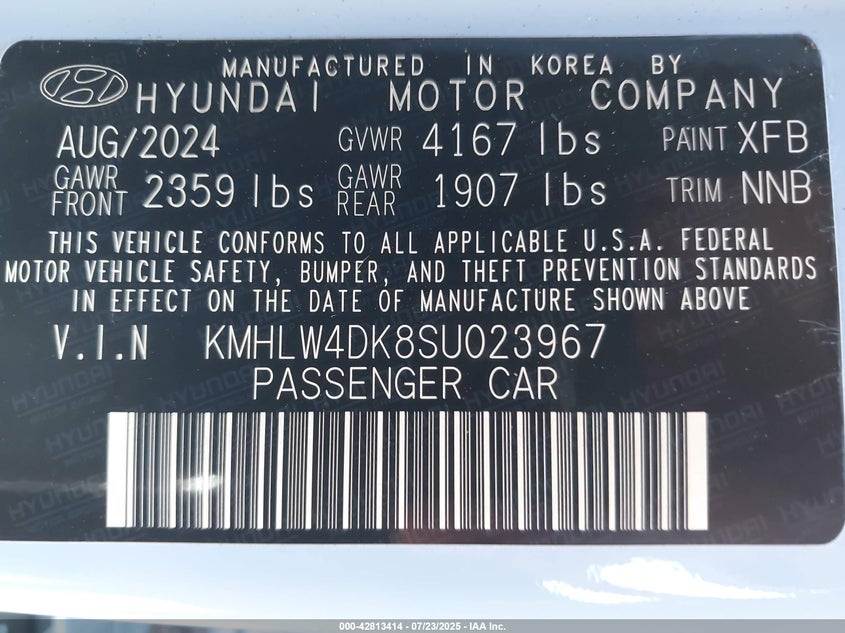 MANUFACTURED IN KOREA BY
HYUNDAI MOTOR COMPANY
AUG/2024 GVWR 4167 lbs PAINT XFB
GAWR FRONT 2359 lbs GAWR REAR 1907 lbs TRIM NNB
THIS VEHICLE CONFORMS TO ALL APPLICABLE U.S.A. FEDERAL
MOTOR VEHICLE SAFETY, BUMPER, AND THEFT PREVENTION STANDARDS
IN EFFECT ON THE DATE OF MANUFACTURE SHOWN ABOVE
V.I.N KMHLW4DK8SU023967
PASSENGER CAR
000-42813414 - 07/23/2025 - IAA Inc.